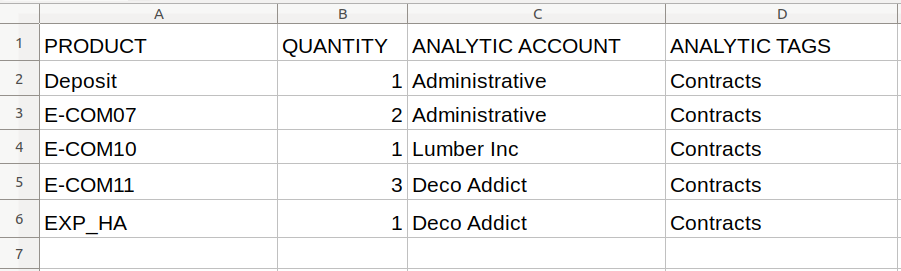 A B C D
1 PRODUCT QUANTITY ANALYTIC ACCOUNT ANALYTIC TAGS
2 Deposit 1 Administrative Contracts
3 E-COM07 2 Administrative Contracts
4 E-COM10 1 Lumber Inc Contracts
5 E-COM11 3 Deco Addict Contracts
6 EXP_HA 1 Deco Addict Contracts
7